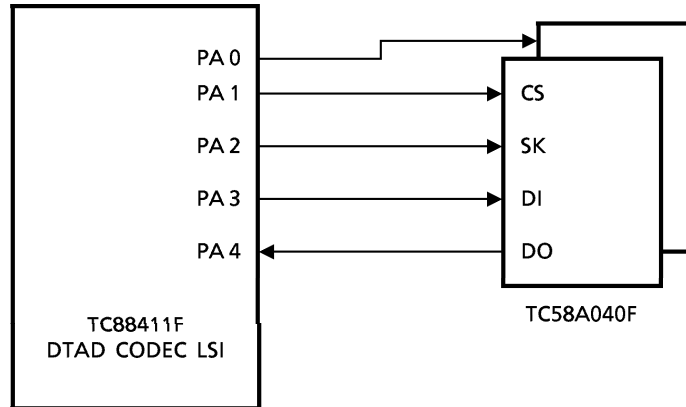 PA 0
PA 1
CS
PA 2
SK
PA 3
DI
PA 4
DO
TC58A040F
TC88411F
DTAD CODEC LSI